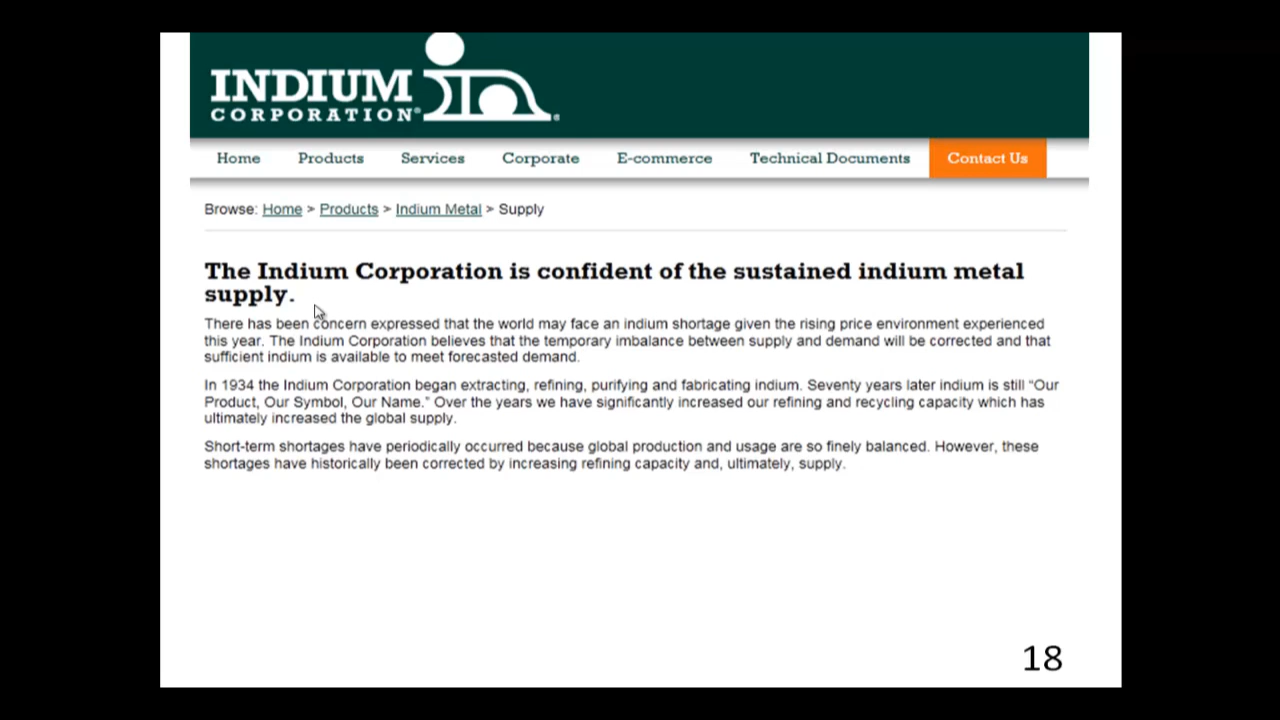 INDIUM
CORPORATION®
Home Products Services Corporate E-commerce Technical Documents Contact Us
Browse: Home > Products > Indium Metal > Supply
The Indium Corporation is confident of the sustained indium metal
supply.
There has been concern expressed that the world may face an indium shortage given the rising price environment experienced
this year. The Indium Corporation believes that the temporary imbalance between supply and demand will be corrected and that
sufficient indium is available to meet forecasted demand.
In 1934 the Indium Corporation began extracting, refining, purifying and fabricating indium. Seventy years later indium is still “Our
Product, Our Symbol, Our Name.” Over the years we have significantly increased our refining and recycling capacity which has
ultimately increased the global supply.
Short-term shortages have periodically occurred because global production and usage are so finely balanced. However, these
shortages have historically been corrected by increasing refining capacity and, ultimately, supply.
18